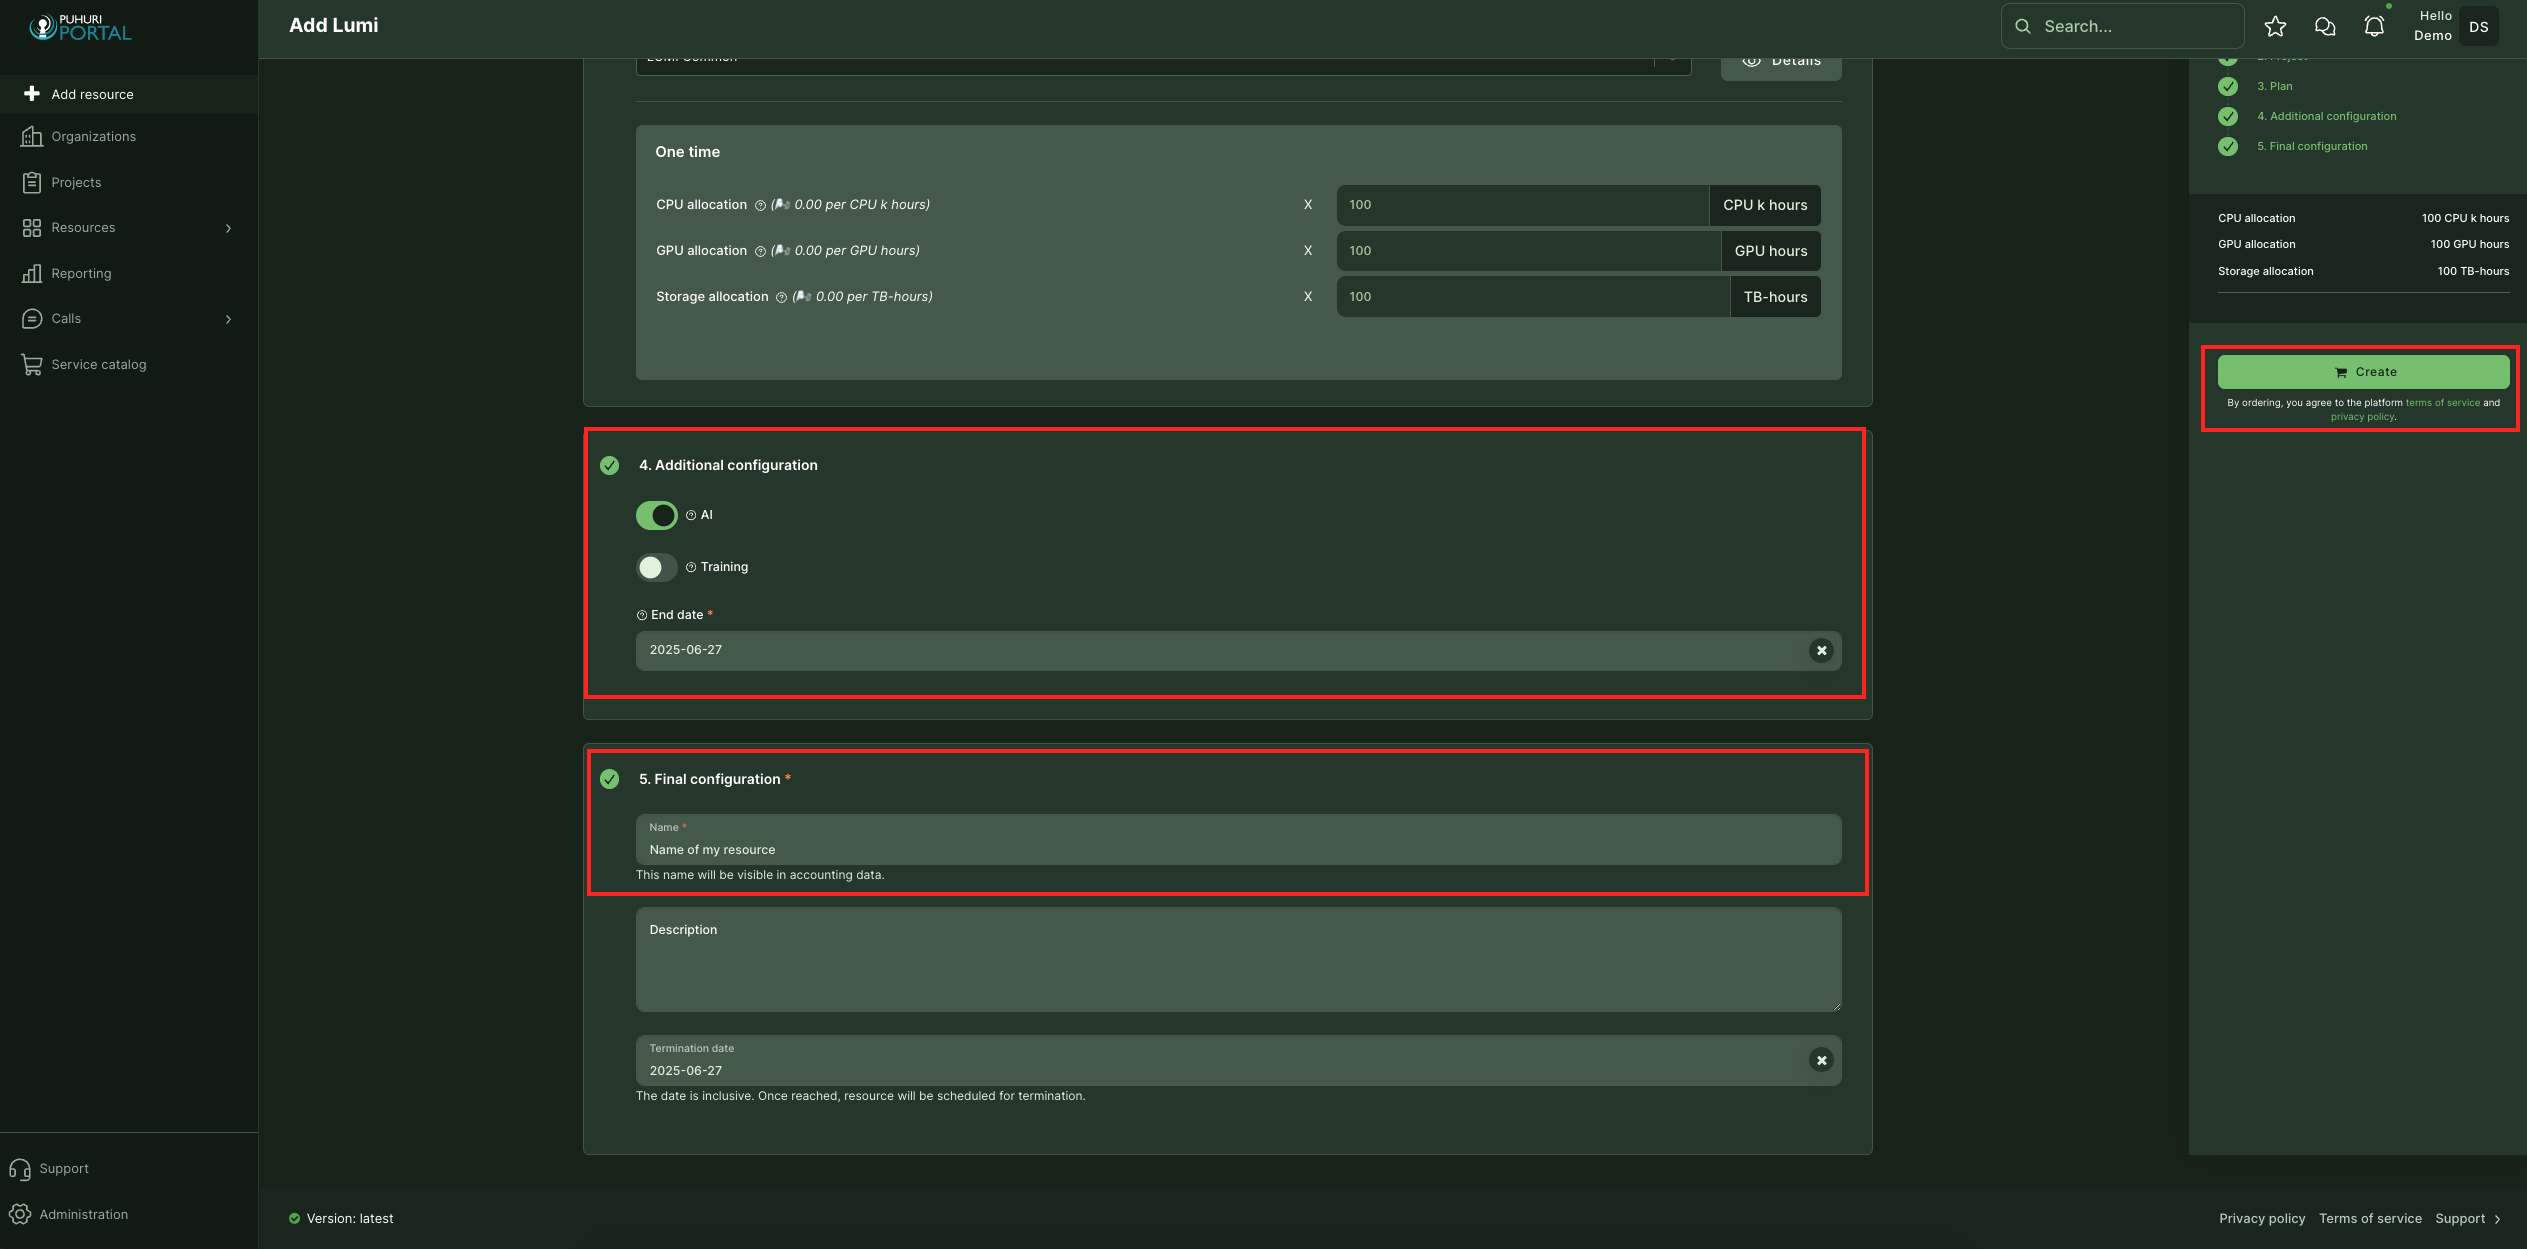 PUHURI
PORTAL
Add Lumi
Search...
Hello
Demo
DS
Add resource
Organizations
Projects
Resources
Reporting
Calls
Service catalog
Support
Administration
LUMI Common
Details
One time
CPU allocation (0.00 per CPU k hours) X 100 CPU k hours
GPU allocation (0.00 per GPU hours) X 100 GPU hours
Storage allocation (0.00 per TB-hours) X 100 TB-hours
4. Additional configuration
AI
Training
End date *
2025-06-27
5. Final configuration *
Name *
Name of my resource
This name will be visible in accounting data.
Description
Termination date
2025-06-27
The date is inclusive. Once reached, resource will be scheduled for termination.
2. Project
3. Plan
4. Additional configuration
5. Final configuration
CPU allocation 100 CPU k hours
GPU allocation 100 GPU hours
Storage allocation 100 TB-hours
Create
By ordering, you agree to the platform terms of service and
privacy policy.
Version: latest
Privacy policy Terms of service Support